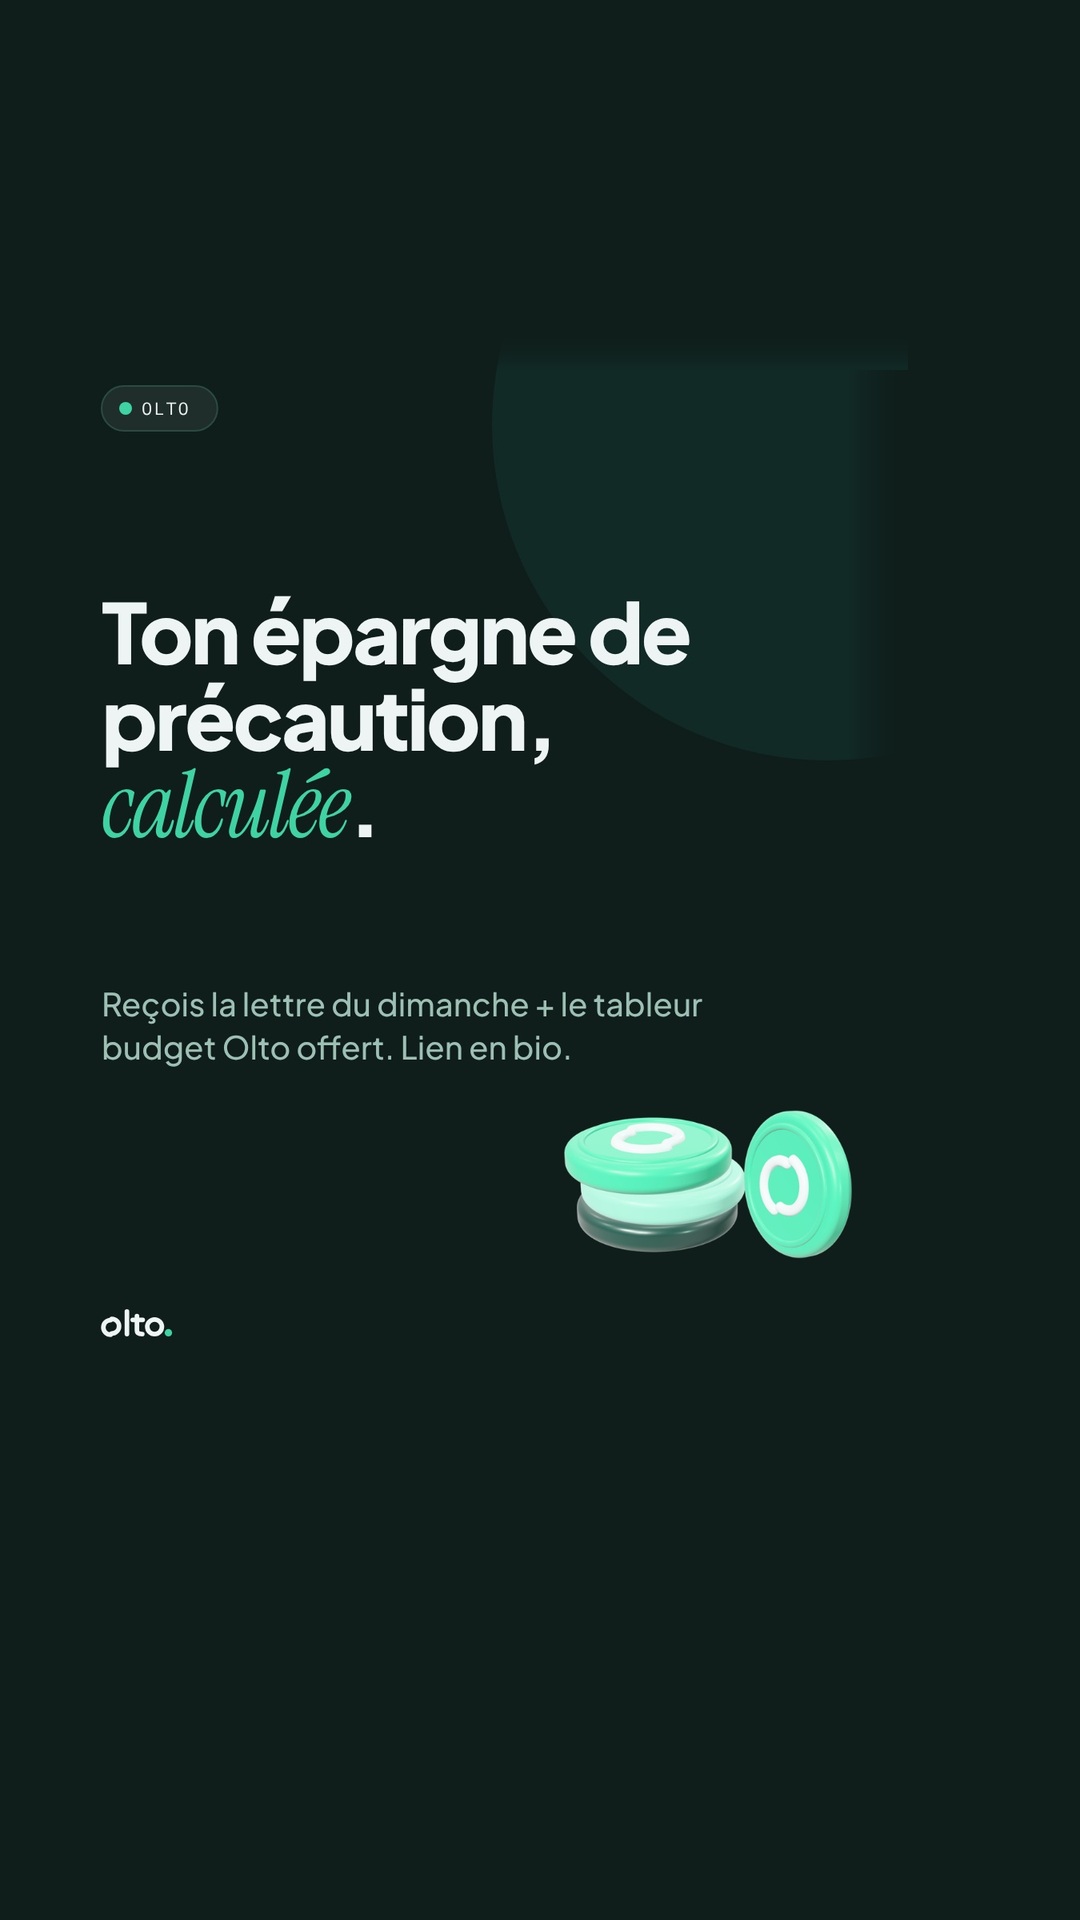 OLTO
Ton épargne de
précaution,
calculée.
Reçois la lettre du dimanche + le tableur
budget Olto offert. Lien en bio.
olto.